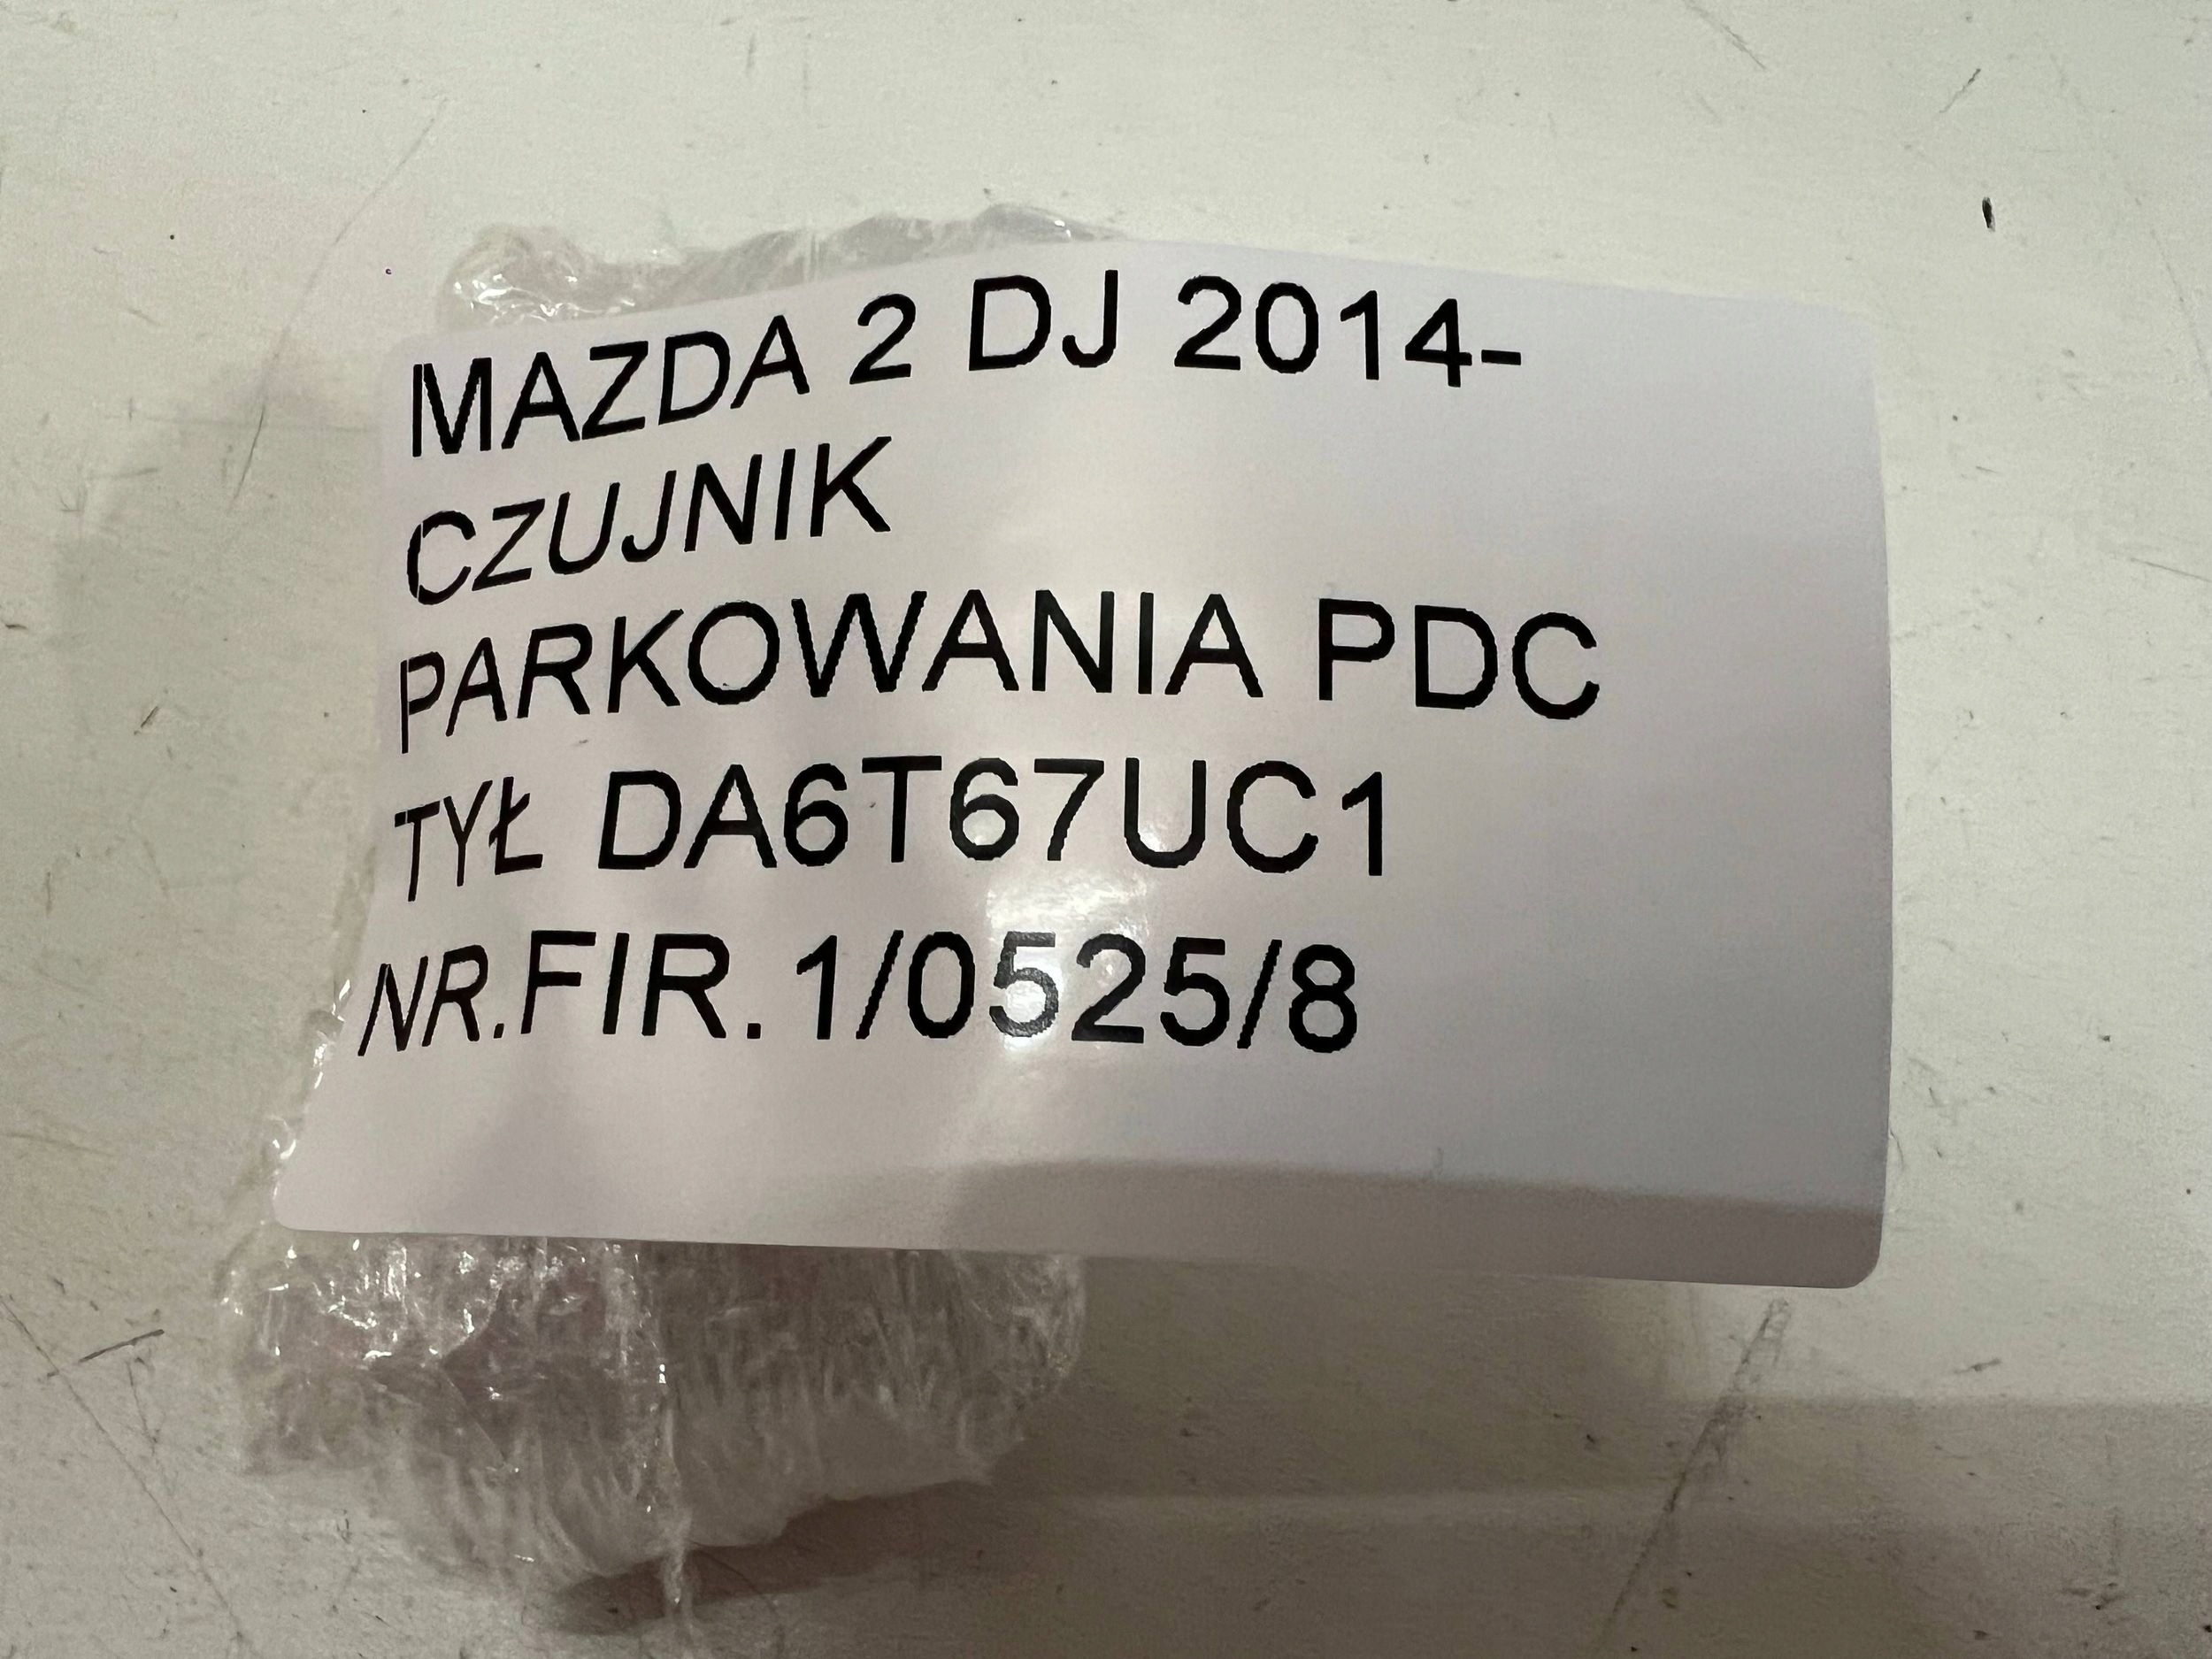 MAZDA 2 DJ 2014-
CZUJNIK
PARKOWANIA PDC
TYŁ DA6T67UC1
NR.FIR.1/0525/8